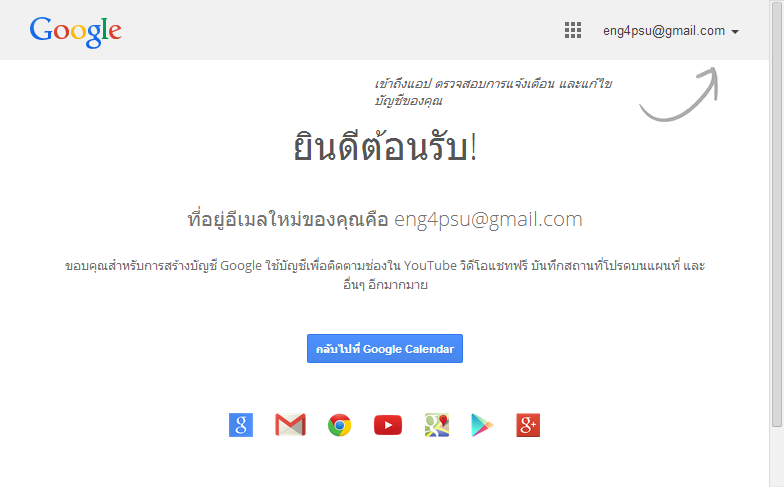 Google
eng4psu@gmail.com
เข้าถึงแอป ตรวจสอบการแจ้งเตือน และแก้ไข
บัญชีของคุณ
ยินดีต้อนรับ!
ที่อยู่อีเมลใหม่ของคุณคือ eng4psu@gmail.com
ขอบคุณสำหรับการสร้างบัญชี Google ใช้บัญชีเพื่อติดตามช่องใน YouTube วิดีโอแชทฟรี บันทึกสถานที่โปรดบนแผนที่ และ
อื่นๆ อีกมากมาย
กลับไปที่ Google Calendar